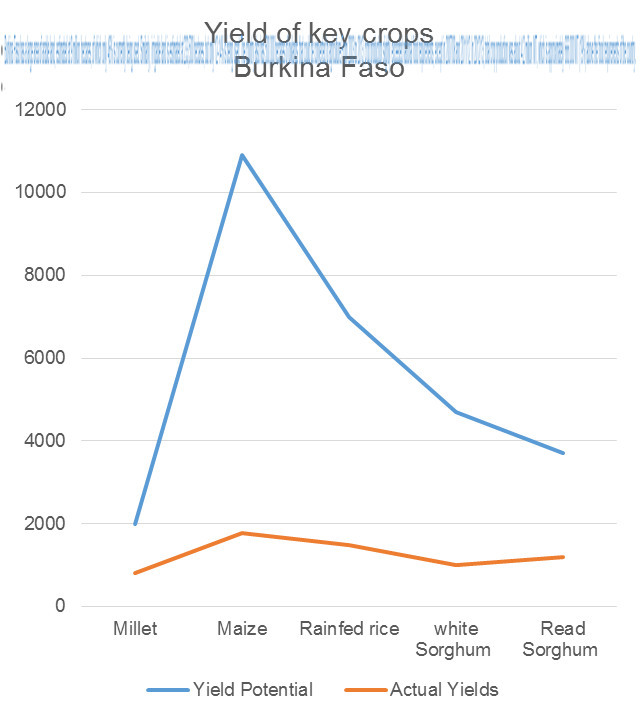 Yield of key crops
Burkina Faso
12000
10000
8000
6000
4000
2000
0
Millet
Maize
Rainfed rice
white
Sorghum
Read
Sorghum
Yield Potential
Actual Yields